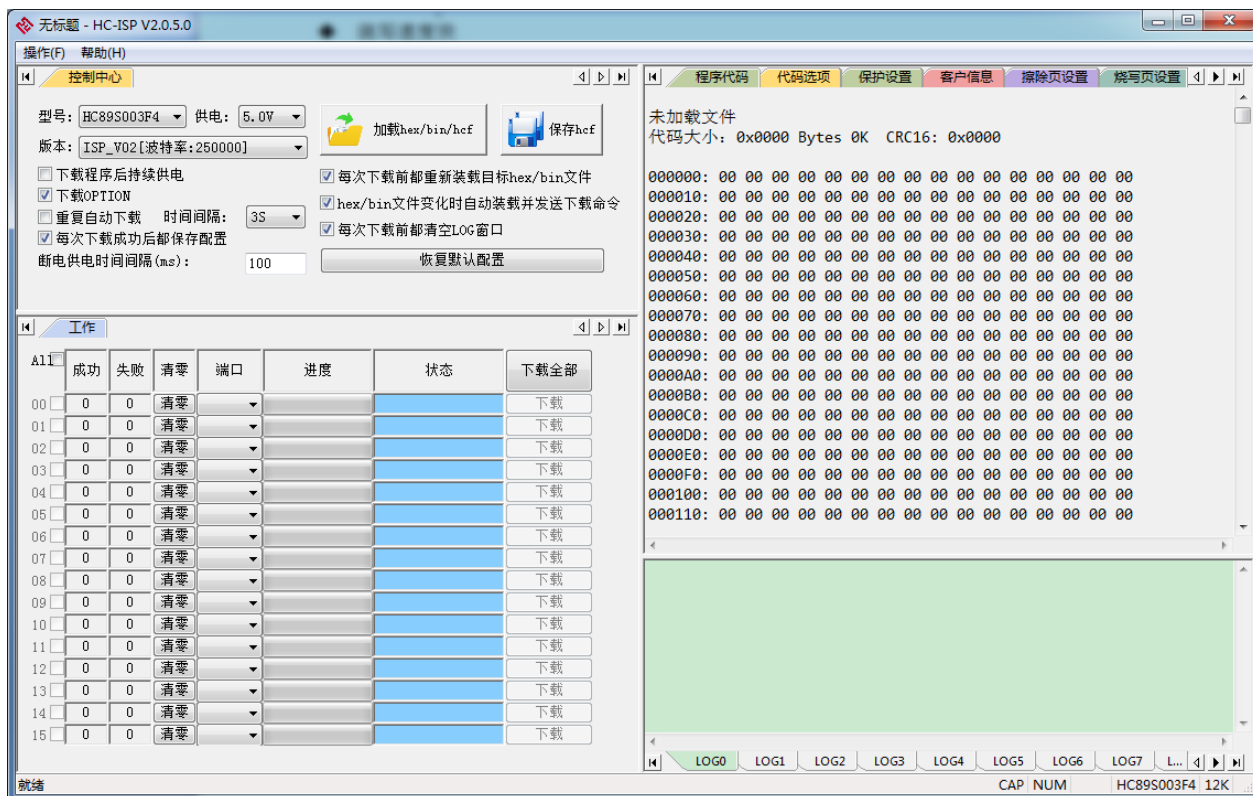 无标题 - HC-ISP V2.0.5.0
操作(F) 帮助(H)
控制中心
型号: HC89S003F4 供电: 5.0V
版本: ISP_V02[波特率:250000]
加载hex/bin/hcf
保存hcf
下载程序后持续供电
下载OPTION
重复自动下载 时间间隔: 3S
每次下载成功后都保存配置
断电供电时间间隔(ms): 100
每次下载前都重新装载目标hex/bin文件
hex/bin文件变化时自动装载并发送下载命令
每次下载前都清空LOG窗口
恢复默认配置
工作
All 成功 失败 清零 端口 进度 状态 下载全部
00 0 0 清零 下载
01 0 0 清零 下载
02 0 0 清零 下载
03 0 0 清零 下载
04 0 0 清零 下载
05 0 0 清零 下载
06 0 0 清零 下载
07 0 0 清零 下载
08 0 0 清零 下载
09 0 0 清零 下载
10 0 0 清零 下载
11 0 0 清零 下载
12 0 0 清零 下载
13 0 0 清零 下载
14 0 0 清零 下载
15 0 0 清零 下载
程序代码 代码选项 保护设置 客户信息 擦除页设置 烧写页设置
未加载文件
代码大小: 0x0000 Bytes 0K CRC16: 0x0000
000000: 00 00 00 00 00 00 00 00 00 00 00 00 00 00 00 00
000010: 00 00 00 00 00 00 00 00 00 00 00 00 00 00 00 00
000020: 00 00 00 00 00 00 00 00 00 00 00 00 00 00 00 00
000030: 00 00 00 00 00 00 00 00 00 00 00 00 00 00 00 00
000040: 00 00 00 00 00 00 00 00 00 00 00 00 00 00 00 00
000050: 00 00 00 00 00 00 00 00 00 00 00 00 00 00 00 00
000060: 00 00 00 00 00 00 00 00 00 00 00 00 00 00 00 00
000070: 00 00 00 00 00 00 00 00 00 00 00 00 00 00 00 00
000080: 00 00 00 00 00 00 00 00 00 00 00 00 00 00 00 00
000090: 00 00 00 00 00 00 00 00 00 00 00 00 00 00 00 00
0000A0: 00 00 00 00 00 00 00 00 00 00 00 00 00 00 00 00
0000B0: 00 00 00 00 00 00 00 00 00 00 00 00 00 00 00 00
0000C0: 00 00 00 00 00 00 00 00 00 00 00 00 00 00 00 00
0000D0: 00 00 00 00 00 00 00 00 00 00 00 00 00 00 00 00
0000E0: 00 00 00 00 00 00 00 00 00 00 00 00 00 00 00 00
0000F0: 00 00 00 00 00 00 00 00 00 00 00 00 00 00 00 00
000100: 00 00 00 00 00 00 00 00 00 00 00 00 00 00 00 00
000110: 00 00 00 00 00 00 00 00 00 00 00 00 00 00 00 00
LOG0 LOG1 LOG2 LOG3 LOG4 LOG5 LOG6 LOG7 L...
就绪 CAP NUM HC89S003F4 12K